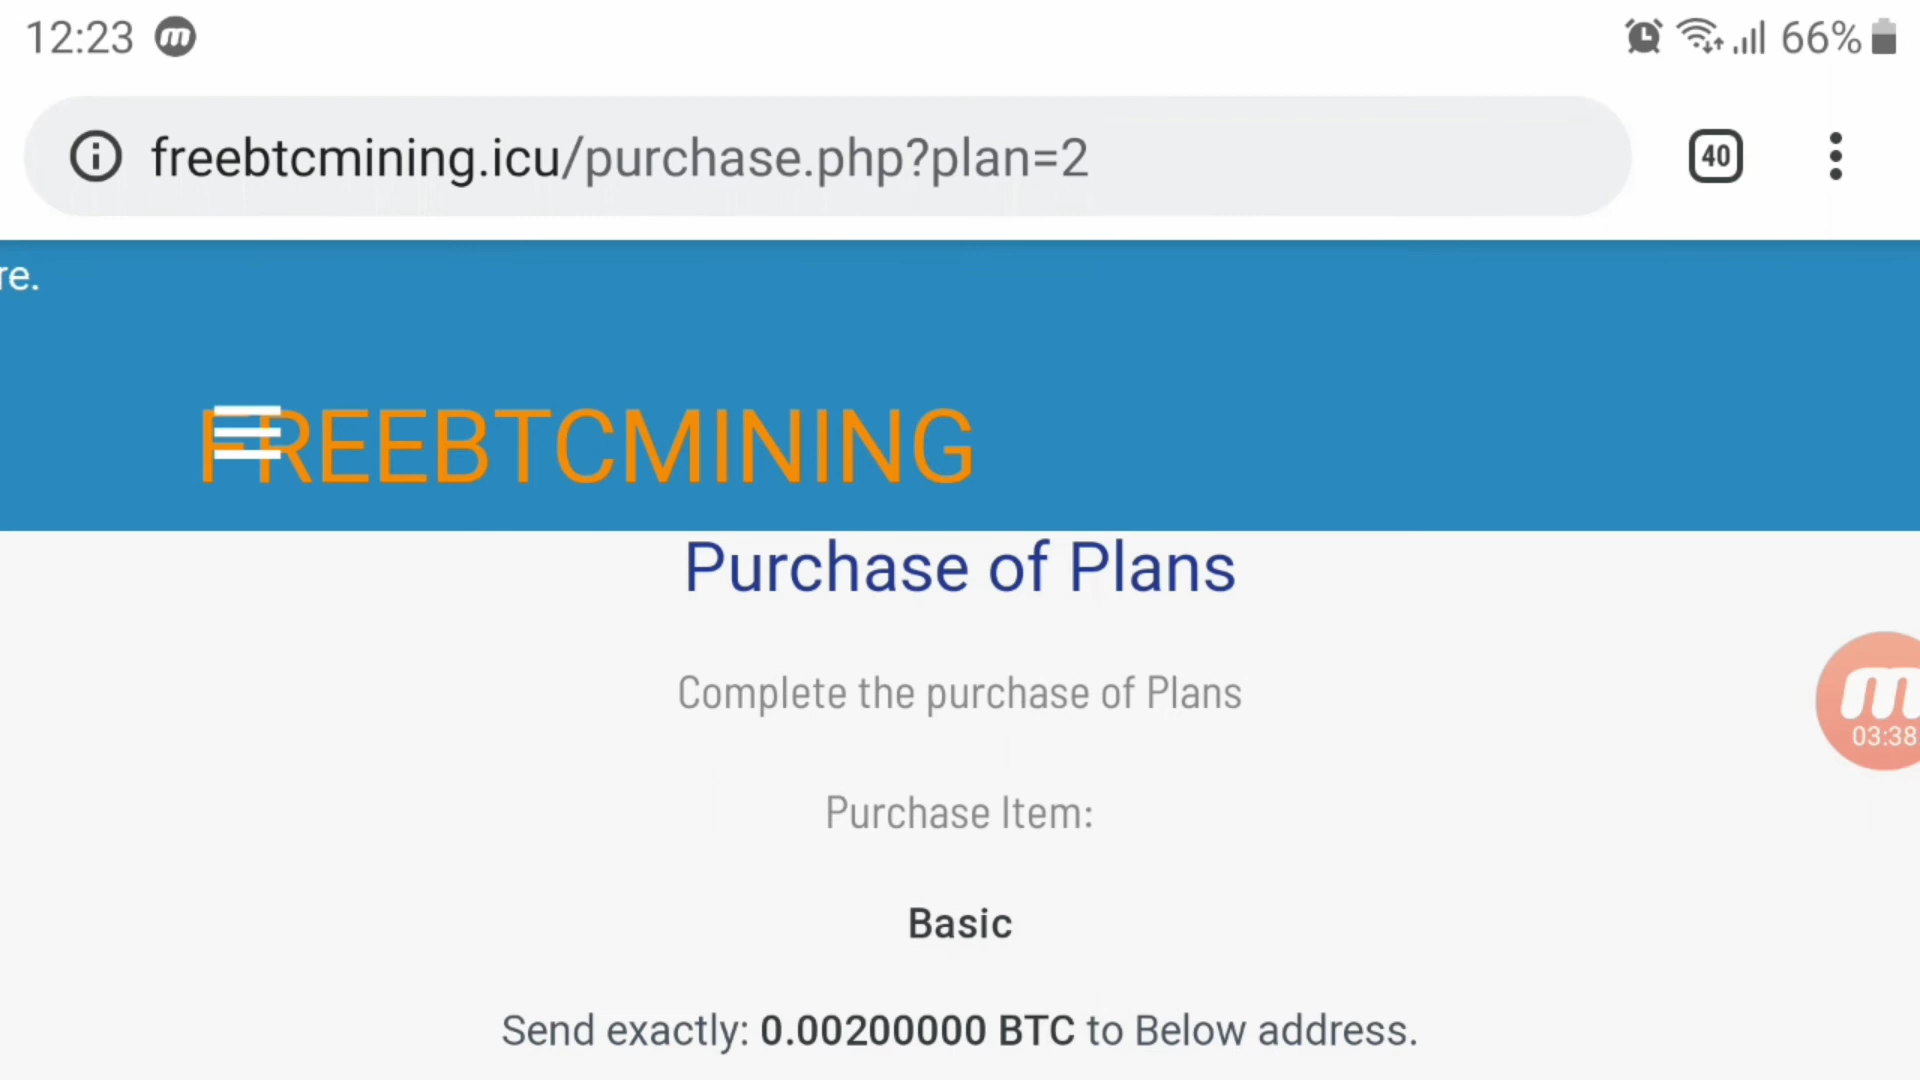 12:23 m 66%
freebtcmining.icu/purchase.php?plan=2 40
re.
FREEBTCMINING
Purchase of Plans
Complete the purchase of Plans
Purchase Item:
m
03:38
Basic
Send exactly: 0.00200000 BTC to Below address.